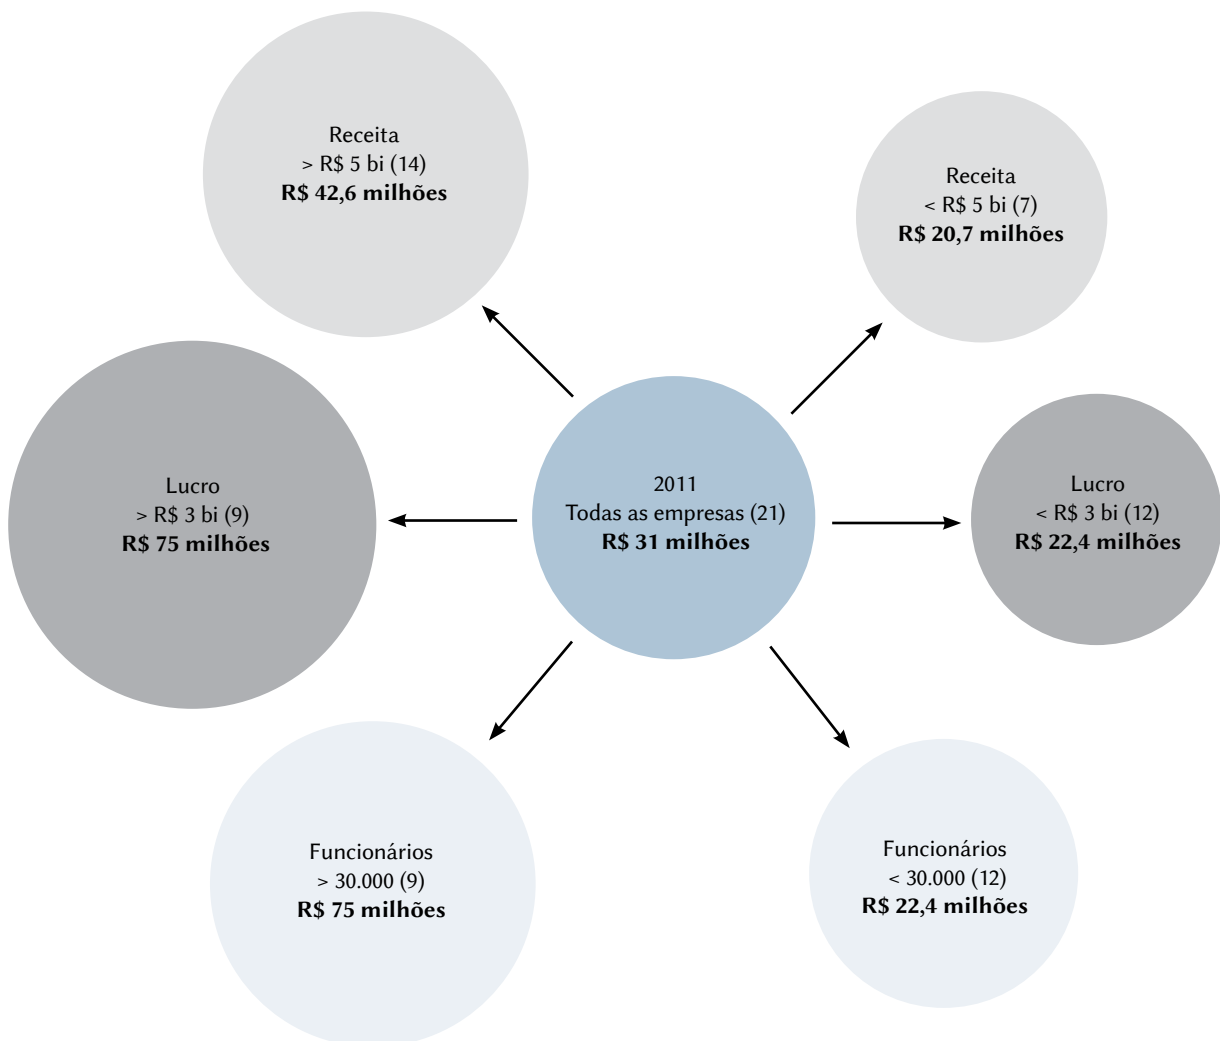 Receita
> R$ 5 bi (14)
R$ 42,6 milhões
Receita
< R$ 5 bi (7)
R$ 20,7 milhões
Lucro
> R$ 3 bi (9)
R$ 75 milhões
2011
Todas as empresas (21)
R$ 31 milhões
Lucro
< R$ 3 bi (12)
R$ 22,4 milhões
Funcionários
> 30.000 (9)
R$ 75 milhões
Funcionários
< 30.000 (12)
R$ 22,4 milhões